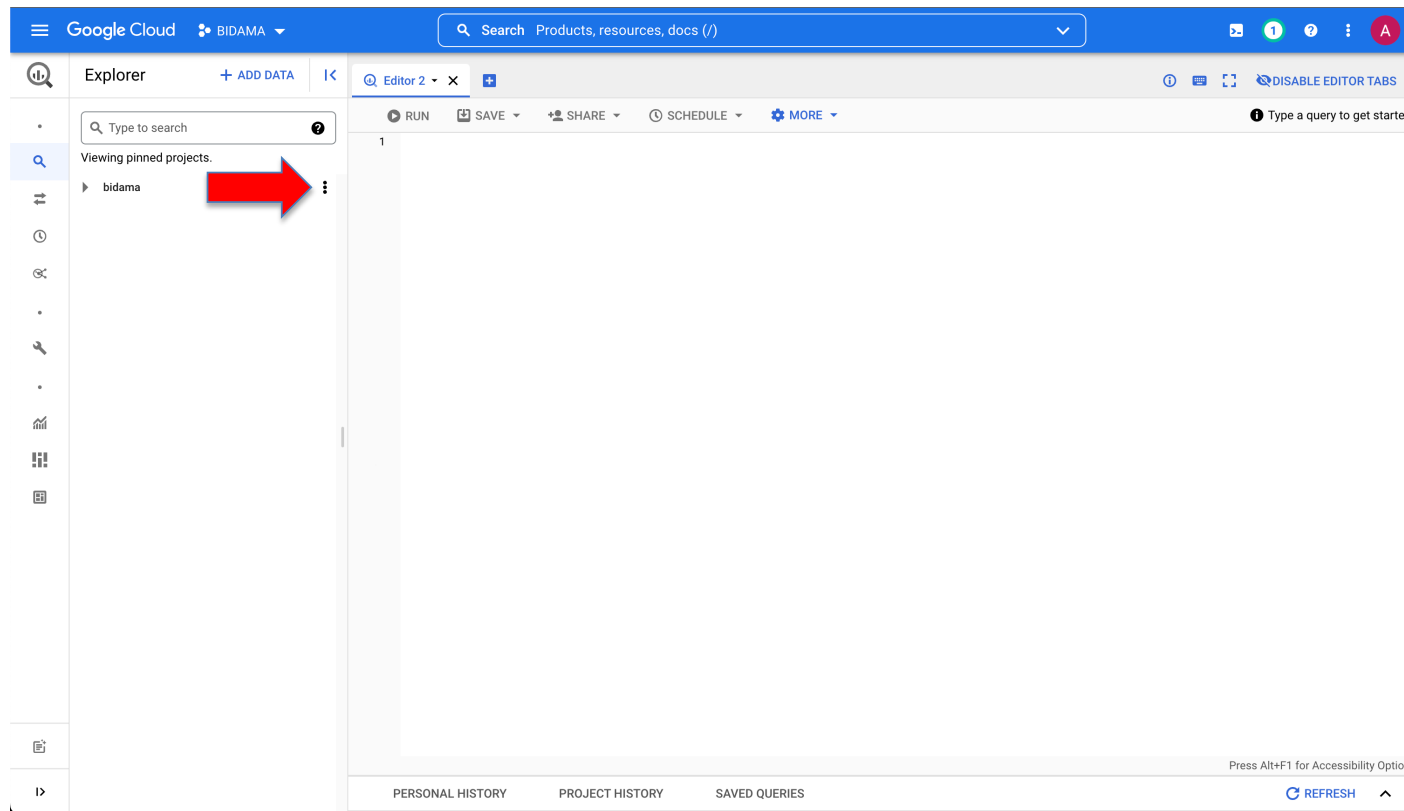 Google Cloud BIDAMA Search Products, resources, docs (/) 1 A
Explorer + ADD DATA Editor 2 DISABLE EDITOR TABS
RUN SAVE SHARE SCHEDULE MORE Type a query to get starte
Type to search
1
Viewing pinned projects.
bidama
Press Alt+F1 for Accessibility Optio
PERSONAL HISTORY PROJECT HISTORY SAVED QUERIES REFRESH